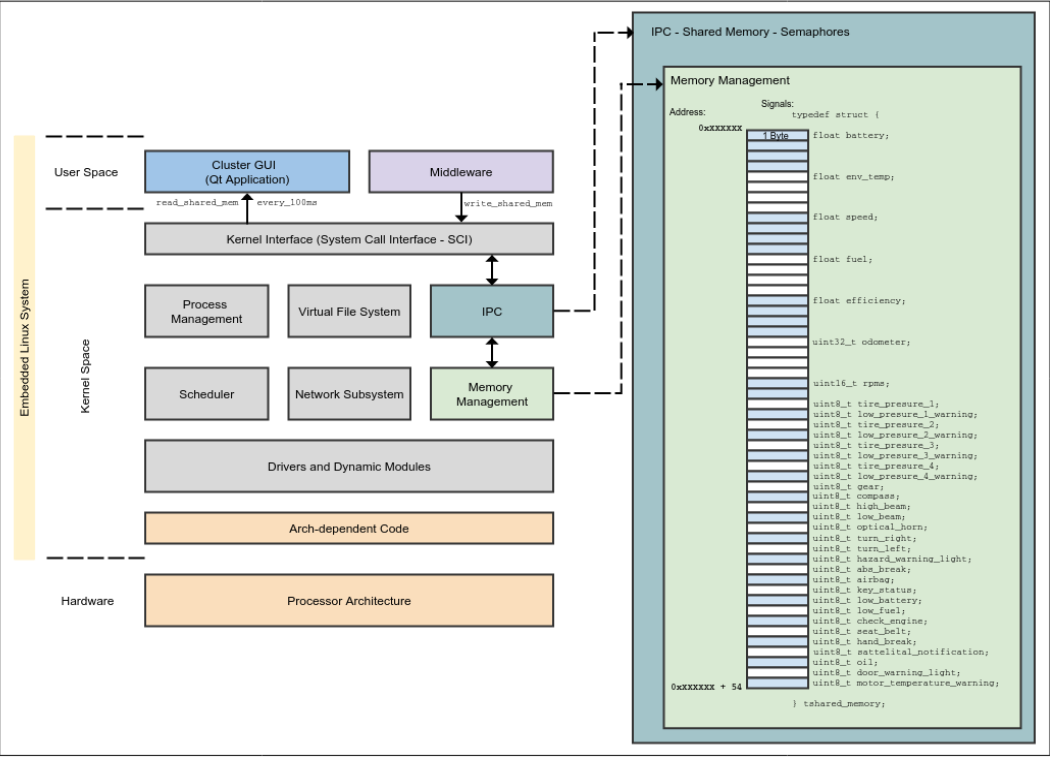 IPC - Shared Memory - Semaphores
Memory Management
Address:
Signals:
typedef struct {
0xxxxxxx
1 Byte
float battery;
float env_temp;
float speed;
float fuel;
float efficiency;
uint32_t odometer;
uint16_t rpms;
uint8_t tire_presure_1;
uint8_t low_presure_1_warning;
uint8_t tire_presure_2;
uint8_t low_presure_2_warning;
uint8_t tire_presure_3;
uint8_t low_presure_3_warning;
uint8_t tire_presure_4;
uint8_t low_presure_4_warning;
uint8_t gear;
uint8_t compass;
uint8_t high_beam;
uint8_t low_beam;
uint8_t optical_horn;
uint8_t turn_right;
uint8_t turn_left;
uint8_t hazard_warning_light;
uint8_t abs_break;
uint8_t airbag;
uint8_t key_status;
uint8_t low_battery;
uint8_t low_fuel;
uint8_t check_engine;
uint8_t seat_belt;
uint8_t hand_break;
uint8_t sattelital_notification;
uint8_t oil;
uint8_t door_warning_light;
uint8_t motor_temperature_warning;
0xxxxxxx + 54
} tshared_memory;
Embedded Linux System
User Space
Cluster GUI
(Qt Application)
Middleware
read_shared_mem
every_100ms
write_shared_mem
Kernel Interface (System Call Interface - SCI)
Kernel Space
Process
Management
Virtual File System
IPC
Scheduler
Network Subsystem
Memory
Management
Drivers and Dynamic Modules
Arch-dependent Code
Hardware
Processor Architecture